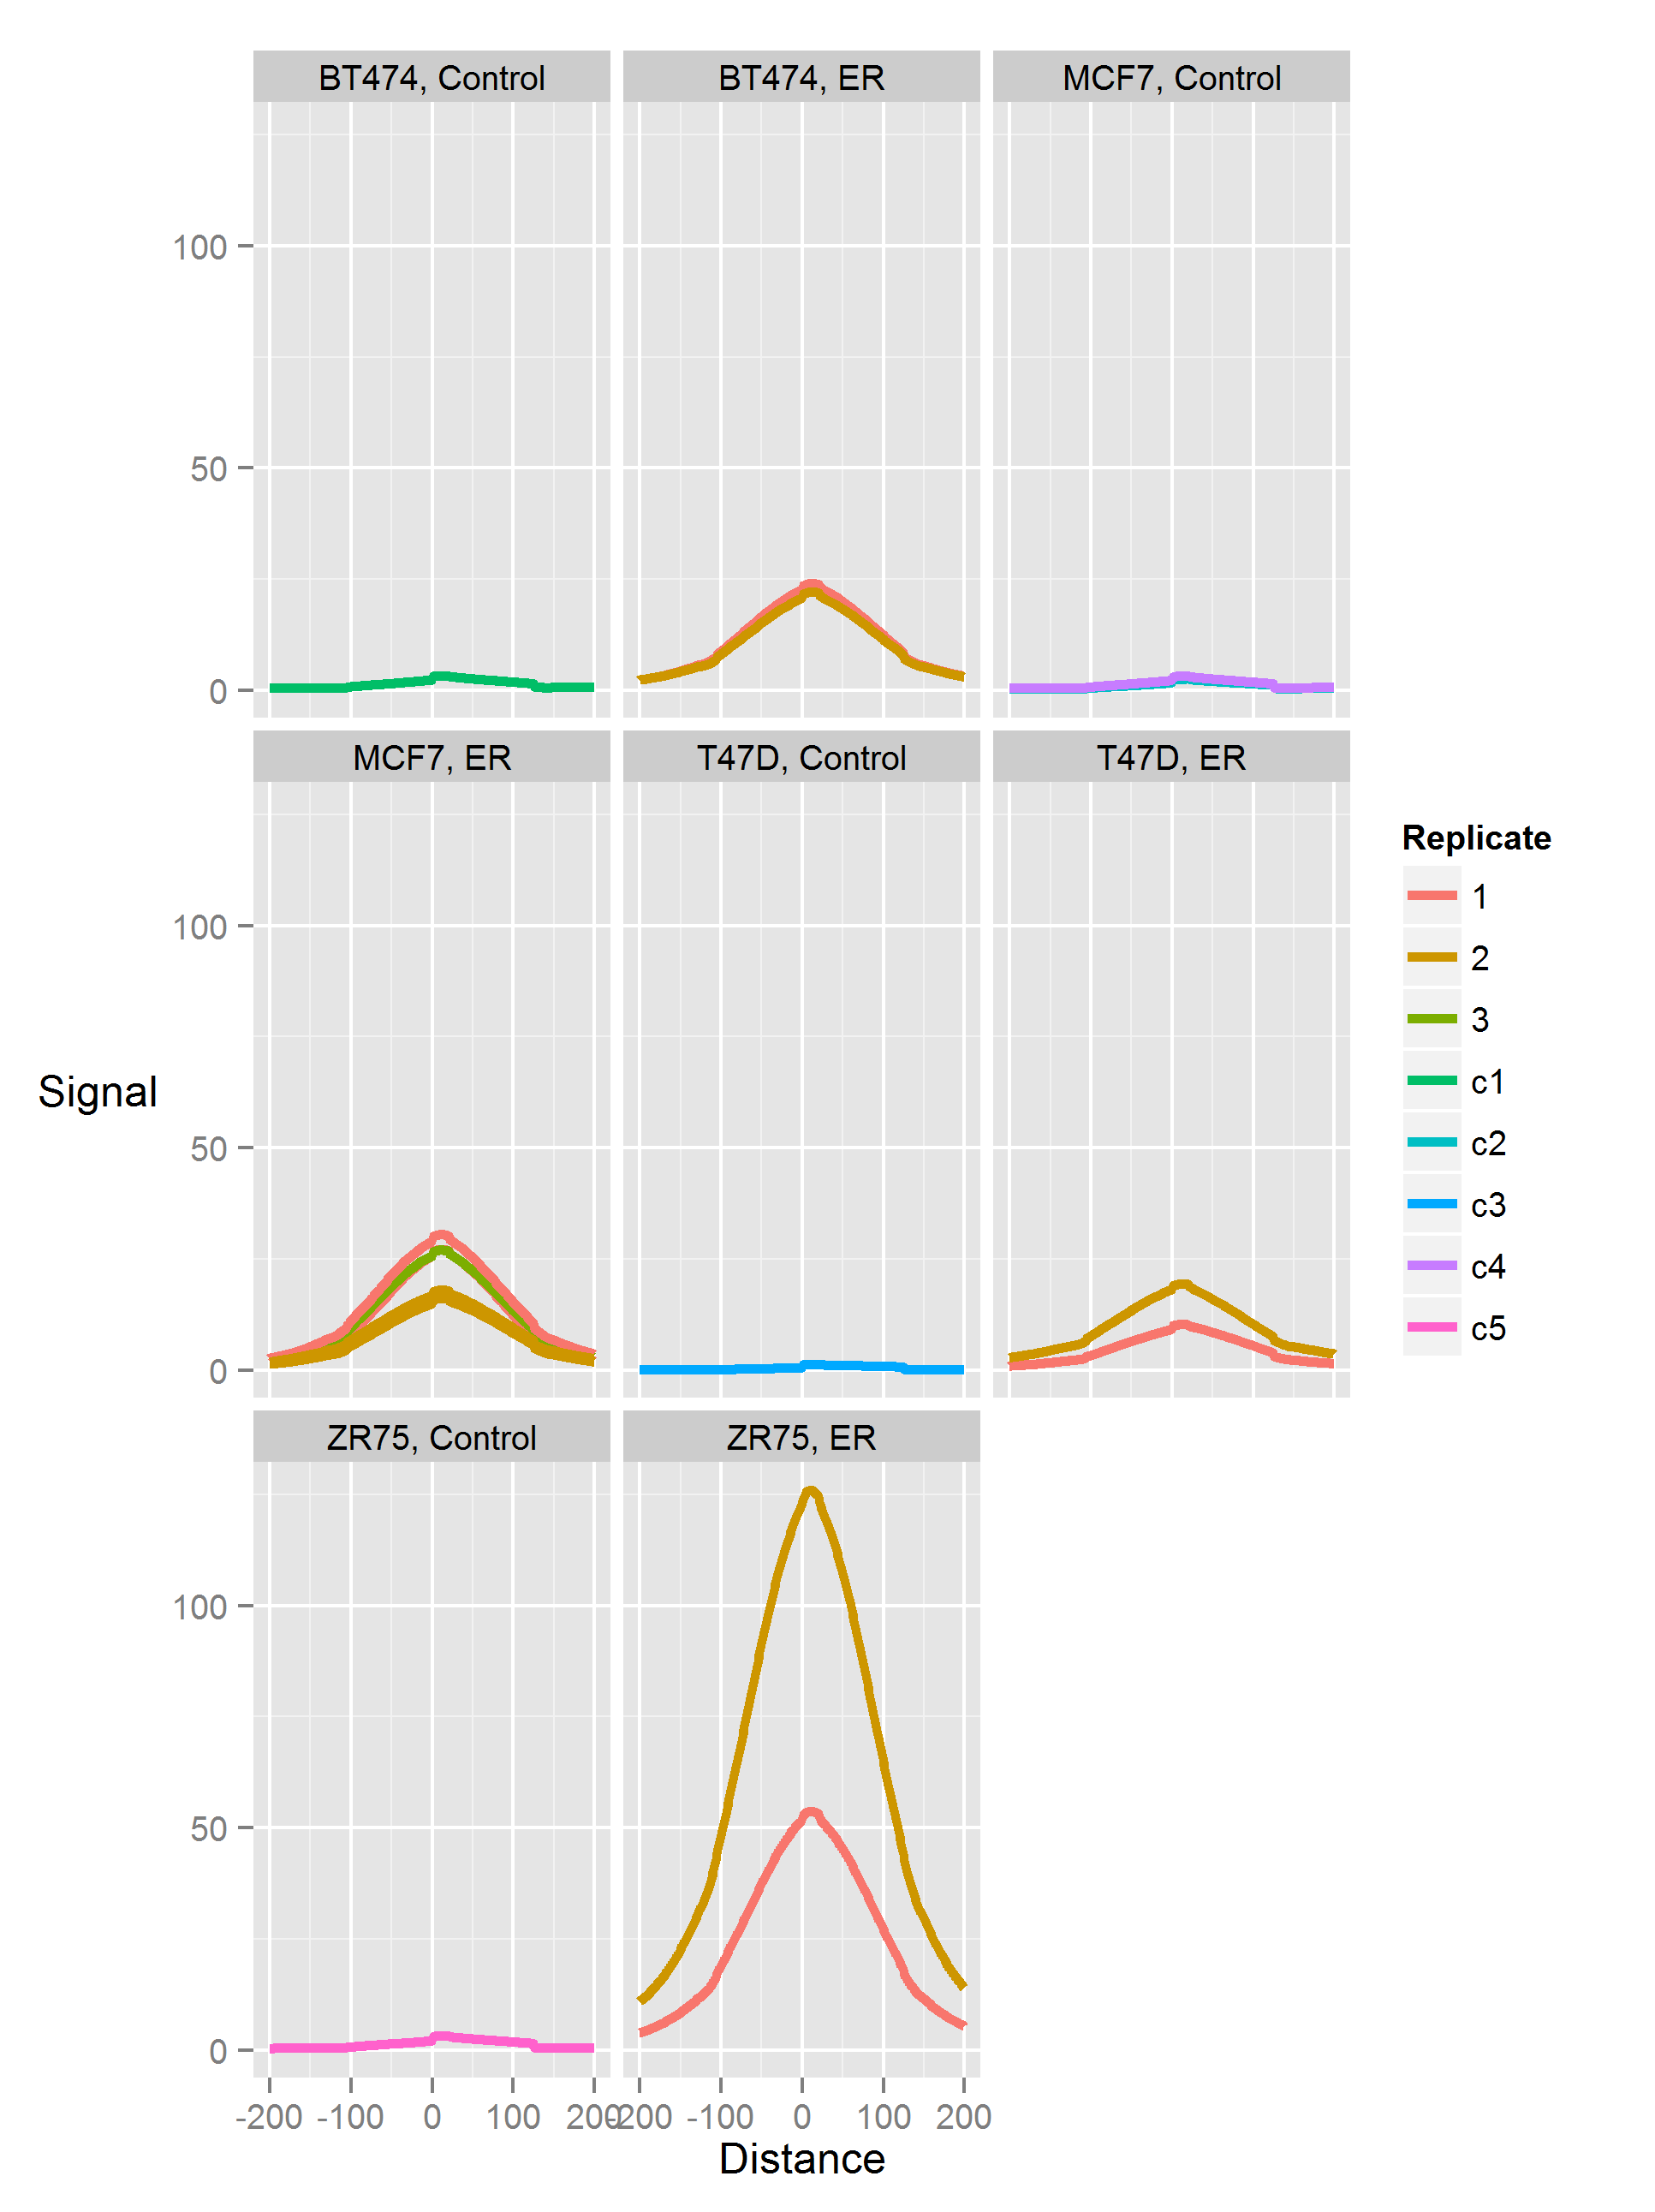 BT474, Control
BT474, ER
MCF7, Control
100
50
0
MCF7, ER
T47D, Control
T47D, ER
100
50
0
Signal
Replicate
1
2
3
c1
c2
c3
c4
c5
ZR75, Control
ZR75, ER
100
50
0
-200 -100 0 100 200
-200 -100 0 100 200
Distance